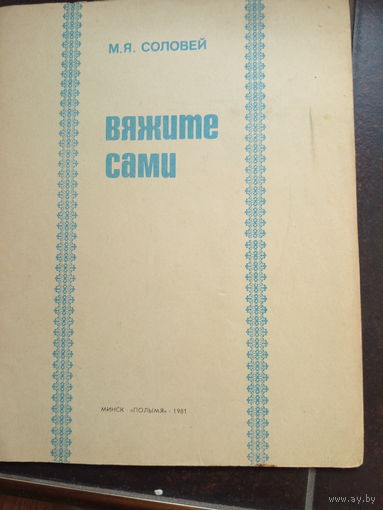 М.Я. СОЛОВЕЙ
ВЯЖИТЕ
САМИ
МИНСК «ПОЛЫМЯ» · 1981
www.ay.by